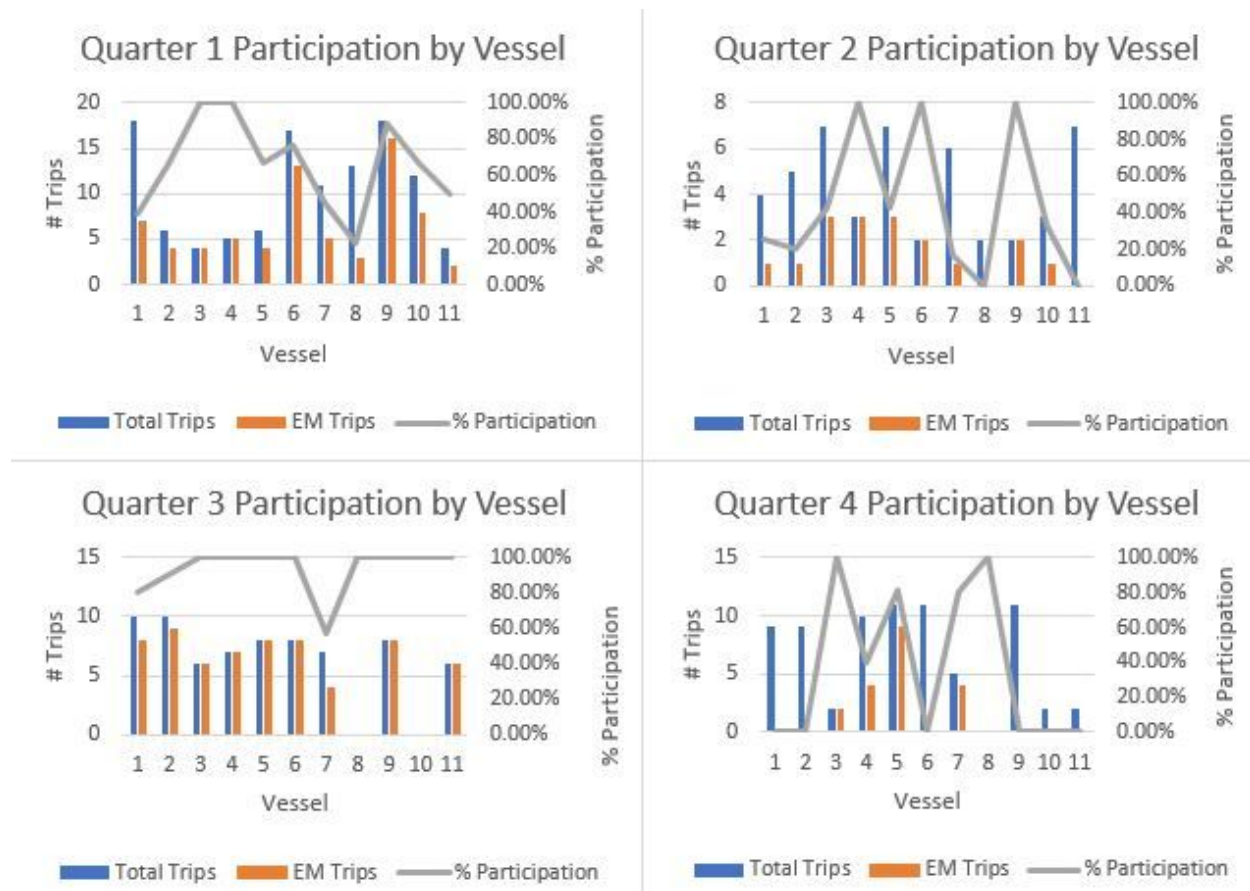 Quarter 1 Participation by Vessel
20
15
10
5
0
# Trips
100.00%
80.00%
60.00%
40.00%
20.00%
0.00%
% Participation
1 2 3 4 5 6 7 8 9 10 11
Vessel
Total Trips EM Trips % Participation
Quarter 2 Participation by Vessel
8
6
4
2
0
# Trips
100.00%
80.00%
60.00%
40.00%
20.00%
0.00%
% Participation
1 2 3 4 5 6 7 8 9 10 11
Vessel
Total Trips EM Trips % Participation
Quarter 3 Participation by Vessel
15
10
5
0
# Trips
100.00%
80.00%
60.00%
40.00%
20.00%
0.00%
% Participation
1 2 3 4 5 6 7 8 9 10 11
Vessel
Total Trips EM Trips % Participation
Quarter 4 Participation by Vessel
15
10
5
0
# Trips
100.00%
80.00%
60.00%
40.00%
20.00%
0.00%
% Participation
1 2 3 4 5 6 7 8 9 10 11
Vessel
Total Trips EM Trips % Participation